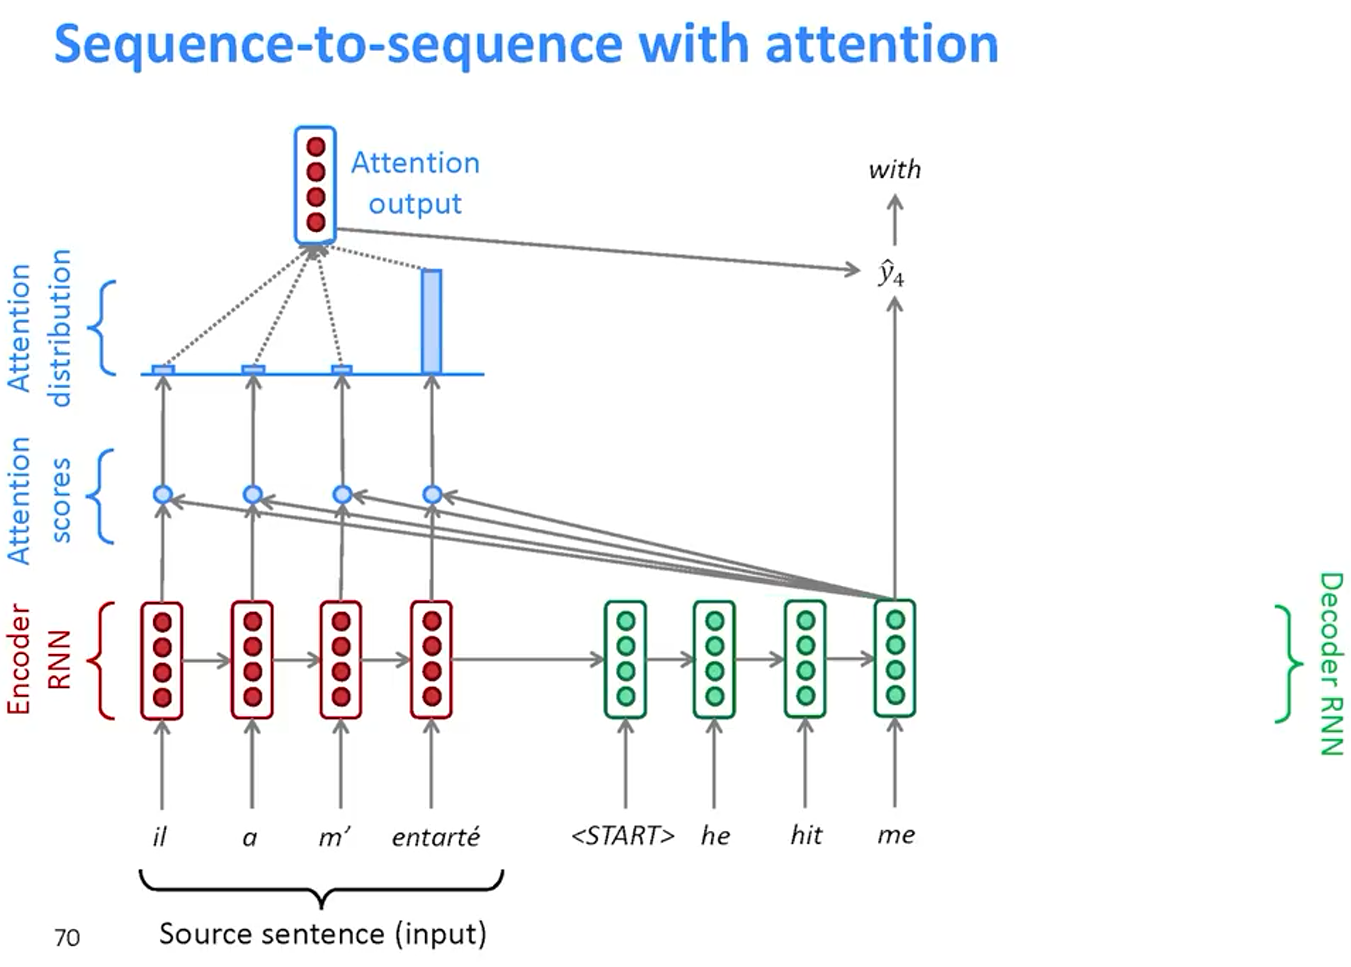 Sequence-to-sequence with attention
Attention
output
with
ŷ₄
Attention
distribution
Attention
scores
Encoder
RNN
Decoder RNN
il a m’ entarté <START> he hit me
Source sentence (input)
70